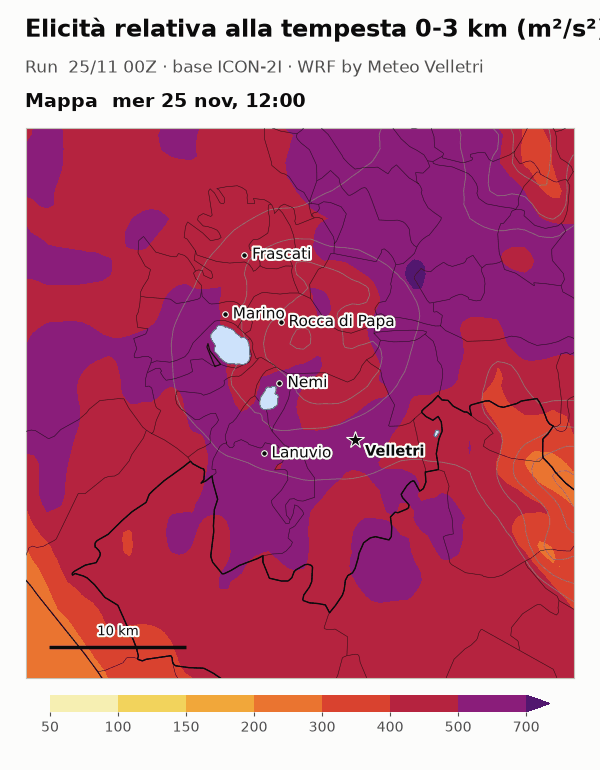 Elicità relativa alla tempesta 0-3 km (m²/s²)
Run  25/11 00Z · base ICON-2I · WRF by Meteo Velletri
Mappa  mer 25 nov, 12:00
Frascati
Marino
Rocca di Papa
Nemi
Velletri
Lanuvio
10 km
50 100 150 200 300 400 500 700